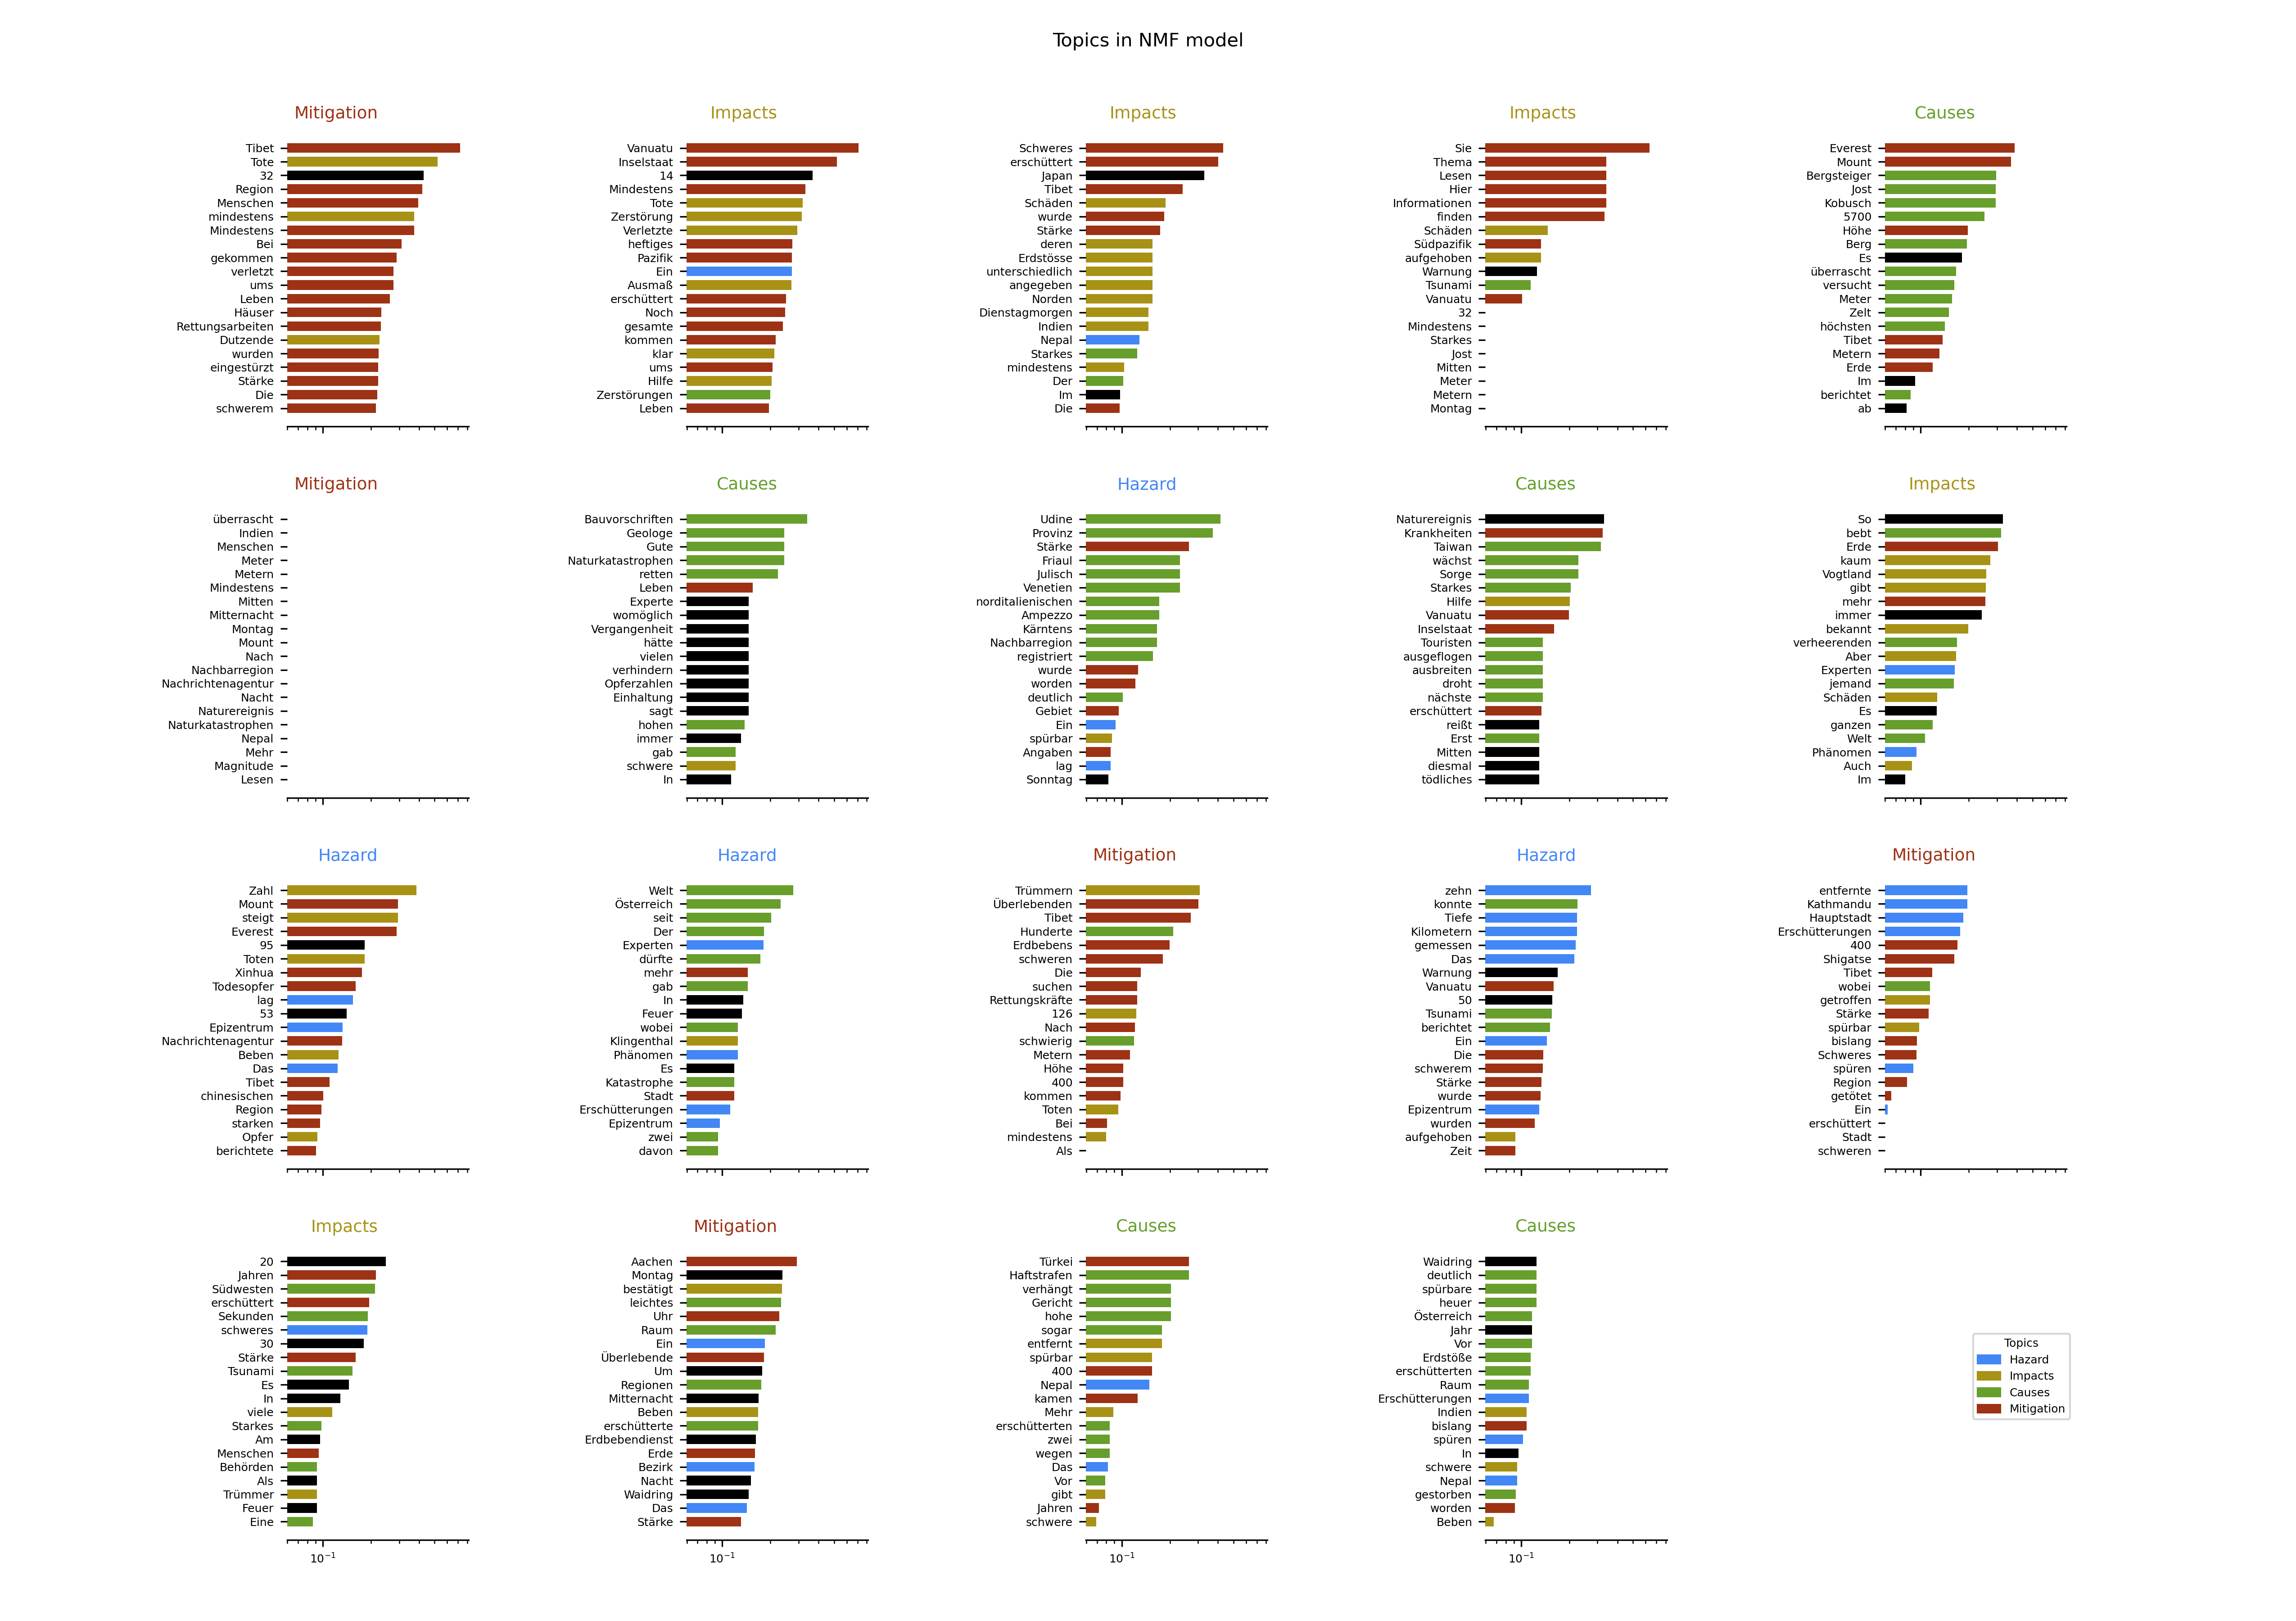 Topics in NMF model
Mitigation
Tibet
Tote
32
Region
Menschen
mindestens
Mindestens
Bei
gekommen
verletzt
ums
Leben
Häuser
Rettungsarbeiten
Dutzende
wurden
eingestürzt
Stärke
Die
schwerem
Impacts
Vanuatu
Inselstaat
14
Mindestens
Tote
Zerstörung
Verletzte
heftiges
Pazifik
Ein
Ausmaß
erschüttert
Noch
gesamte
kommen
klar
ums
Hilfe
Zerstörungen
Leben
Impacts
Schweres
erschüttert
Japan
Tibet
Schäden
wurde
Stärke
deren
Erdstösse
unterschiedlich
angegeben
Norden
Dienstagmorgen
Indien
Nepal
Starkes
mindestens
Der
Im
Die
Impacts
Sie
Thema
Lesen
Hier
Informationen
finden
Schäden
Südpazifik
aufgehoben
Warnung
Tsunami
Vanuatu
32
Mindestens
Starkes
Jost
Mitten
Meter
Metern
Montag
Causes
Everest
Mount
Bergsteiger
Jost
Kobusch
5700
Höhe
Berg
Es
überrascht
versucht
Meter
Zelt
höchsten
Tibet
Metern
Erde
Im
berichtet
ab
Mitigation
überrascht
Indien
Menschen
Meter
Metern
Mindestens
Mitten
Mitternacht
Montag
Mount
Nach
Nachbarregion
Nachrichtenagentur
Nacht
Naturereignis
Naturkatastrophen
Nepal
Mehr
Magnitude
Lesen
Causes
Bauvorschriften
Geologe
Gute
Naturkatastrophen
retten
Leben
Experte
womöglich
Vergangenheit
hätte
vielen
verhindern
Opferzahlen
Einhaltung
sagt
hohen
immer
gab
schwere
In
Hazard
Udine
Provinz
Stärke
Friaul
Julisch
Venetien
norditalienischen
Ampezzo
Kärntens
Nachbarregion
registriert
wurde
worden
deutlich
Gebiet
Ein
spürbar
Angaben
lag
Sonntag
Causes
Naturereignis
Krankheiten
Taiwan
wächst
Sorge
Starkes
Hilfe
Vanuatu
Inselstaat
Touristen
ausgeflogen
ausbreiten
droht
nächste
erschüttert
reißt
Erst
Mitten
diesmal
tödliches
Impacts
So
bebt
Erde
kaum
Vogtland
gibt
mehr
immer
bekannt
verheerenden
Aber
Experten
jemand
Schäden
Es
ganzen
Welt
Phänomen
Auch
Im
Hazard
Zahl
Mount
steigt
Everest
95
Toten
Xinhua
Todesopfer
lag
53
Epizentrum
Nachrichtenagentur
Beben
Das
Tibet
chinesischen
Region
starken
Opfer
berichtete
Hazard
Welt
Österreich
seit
Der
Experten
dürfte
mehr
gab
In
Feuer
wobei
Klingenthal
Phänomen
Es
Katastrophe
Stadt
Erschütterungen
Epizentrum
zwei
davon
Mitigation
Trümmern
Überlebenden
Tibet
Hunderte
Erdbebens
schweren
Die
suchen
Rettungskräfte
126
Nach
schwierig
Metern
Höhe
400
kommen
Toten
Bei
mindestens
Als
Hazard
zehn
konnte
Tiefe
Kilometern
gemessen
Das
Warnung
Vanuatu
50
Tsunami
berichtet
Ein
Die
schwerem
Stärke
wurde
Epizentrum
wurden
aufgehoben
Zeit
Mitigation
entfernte
Kathmandu
Hauptstadt
Erschütterungen
400
Shigatse
Tibet
wobei
getroffen
Stärke
spürbar
bislang
Schweres
spüren
Region
getötet
Ein
erschüttert
Stadt
schweren
Impacts
20
Jahren
Südwesten
erschüttert
Sekunden
schweres
30
Stärke
Tsunami
Es
In
viele
Starkes
Am
Menschen
Behörden
Als
Trümmer
Feuer
Eine
10⁻¹
Mitigation
Aachen
Montag
bestätigt
leichtes
Uhr
Raum
Ein
Überlebende
Um
Regionen
Mitternacht
Beben
erschütterte
Erdbebendienst
Erde
Bezirk
Nacht
Waidring
Das
Stärke
10⁻¹
Causes
Türkei
Haftstrafen
verhängt
Gericht
hohe
sogar
entfernt
spürbar
400
Nepal
kamen
Mehr
erschütterten
zwei
wegen
Das
Vor
gibt
Jahren
schwere
10⁻¹
Causes
Waidring
deutlich
spürbare
heuer
Österreich
Jahr
Vor
Erdstöße
erschütterten
Raum
Erschütterungen
Indien
bislang
spüren
In
schwere
Nepal
gestorben
worden
Beben
10⁻¹
Topics
Hazard
Impacts
Causes
Mitigation